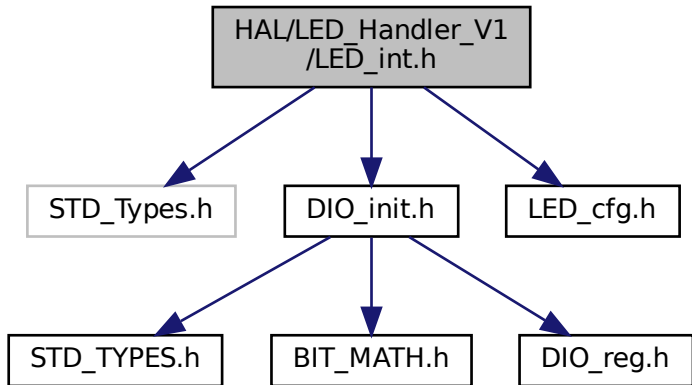 HAL/LED_Handler_V1
/LED_int.h
STD_Types.h
DIO_init.h
LED_cfg.h
STD_TYPES.h
BIT_MATH.h
DIO_reg.h